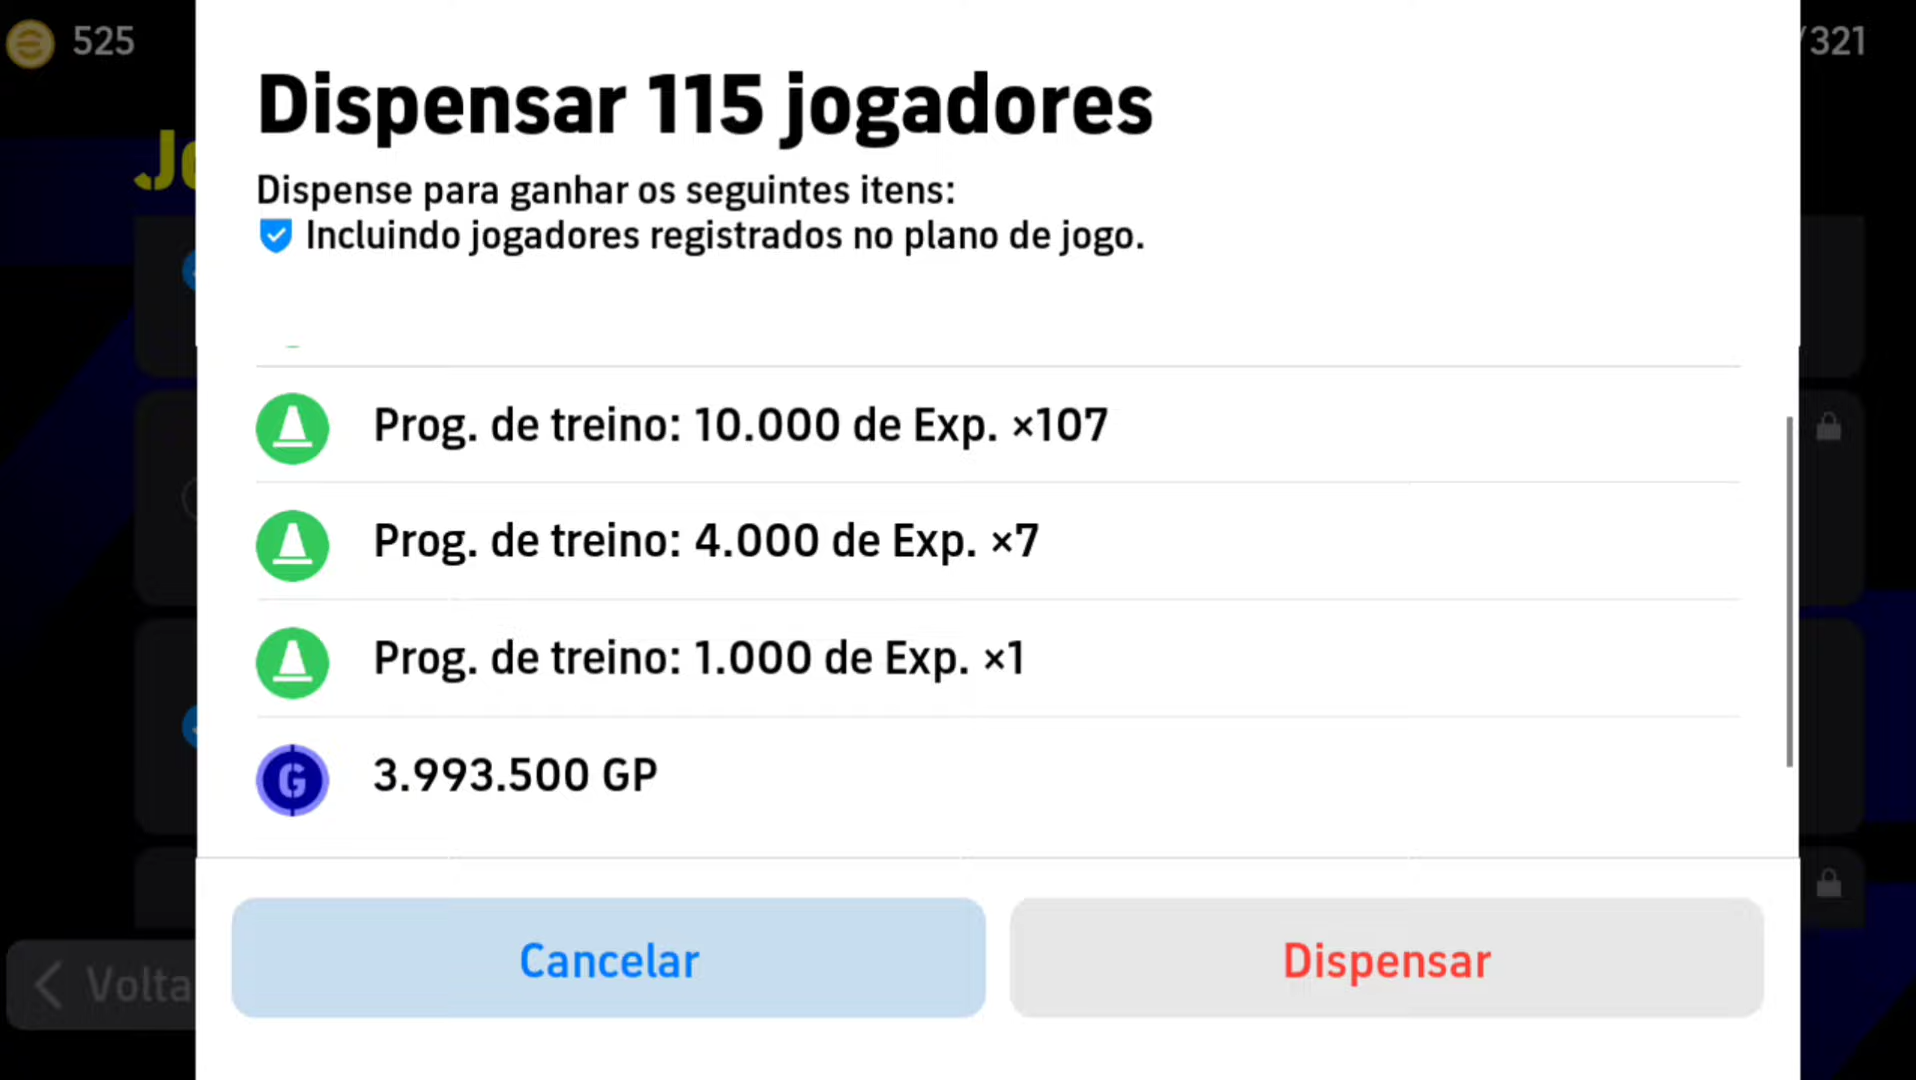 525
/321
Dispensar 115 jogadores
Dispense para ganhar os seguintes itens:
Incluindo jogadores registrados no plano de jogo.
Prog. de treino: 10.000 de Exp. ×107
Prog. de treino: 4.000 de Exp. ×7
Prog. de treino: 1.000 de Exp. ×1
G 3.993.500 GP
Cancelar
Dispensar
Volta